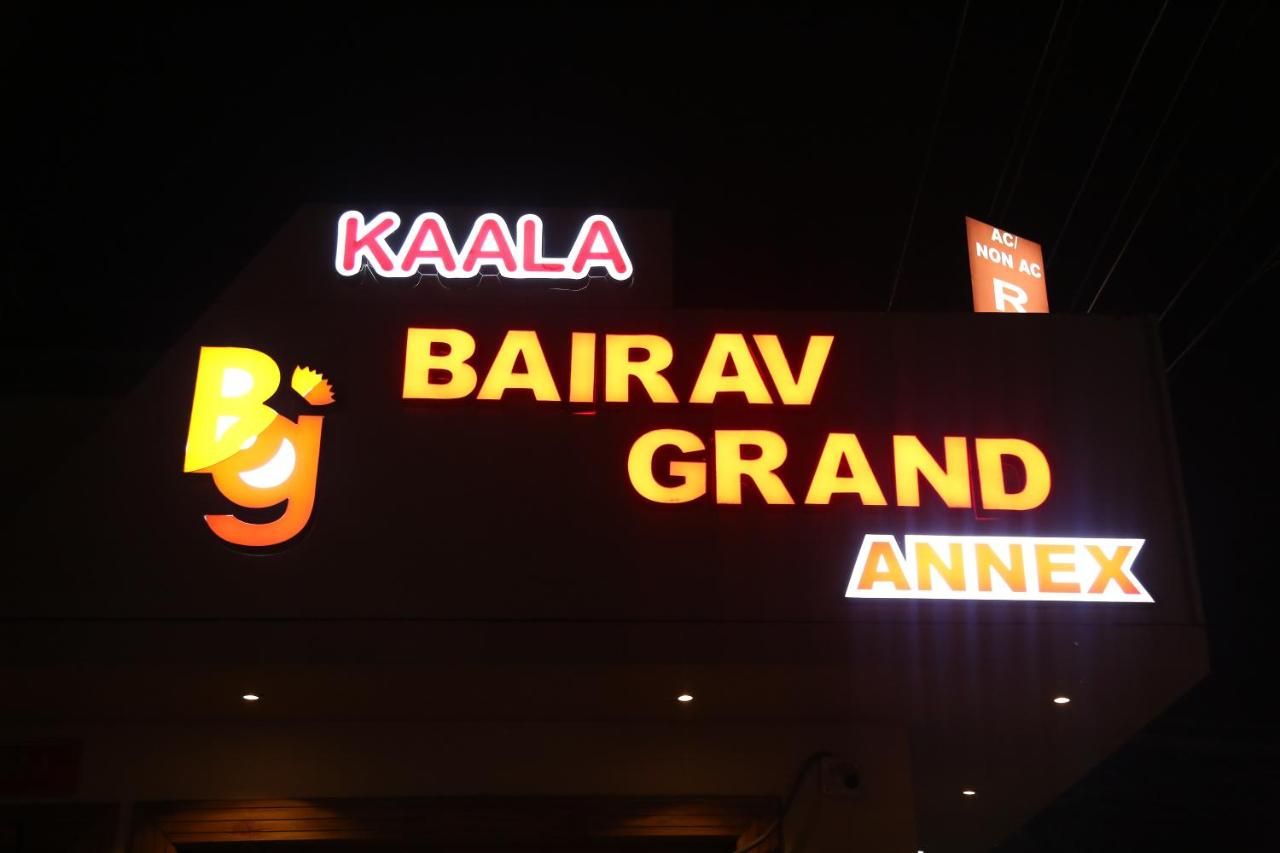 KAALA
BAIRAV
GRAND
ANNEX
Bg
AC/
NON AC
R